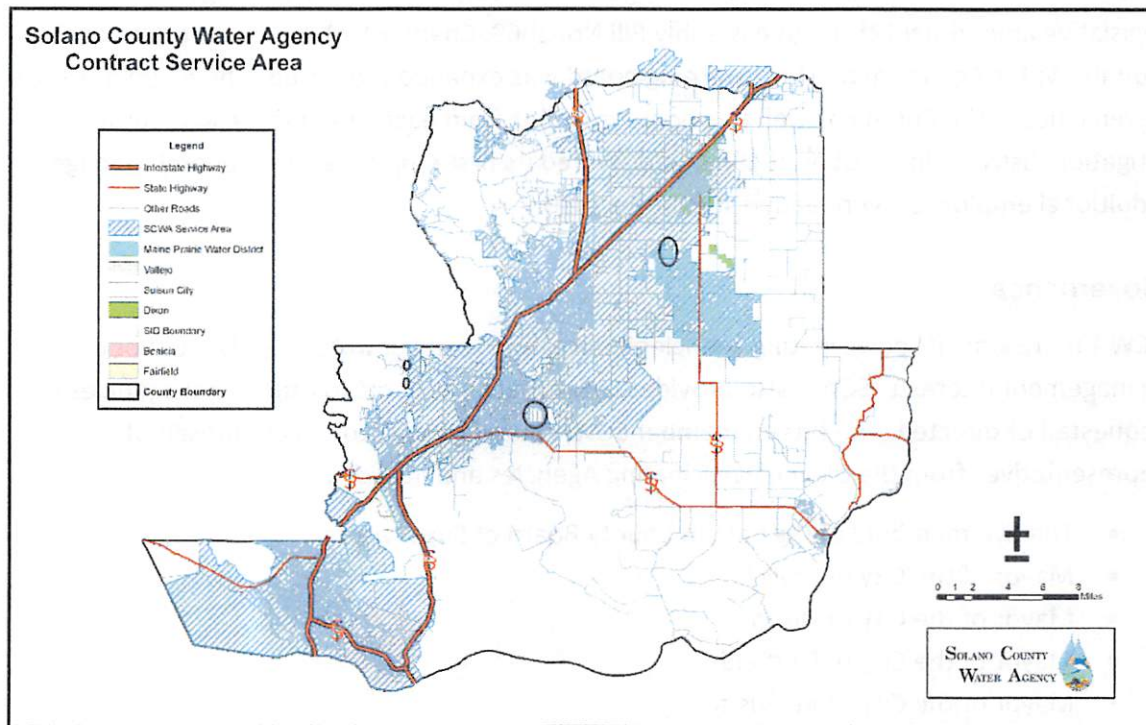 Solano County Water Agency
Contract Service Area
Legend
Interstate Highway
State Highway
Other Roads
SCWA Service Area
Maine Prairie Water District
Vallejo
Suisun City
Dixon
SID Boundary
Benicia
Fairfield
County Boundary
0 1 2 4 6 8
Miles
SOLANO COUNTY
WATER AGENCY